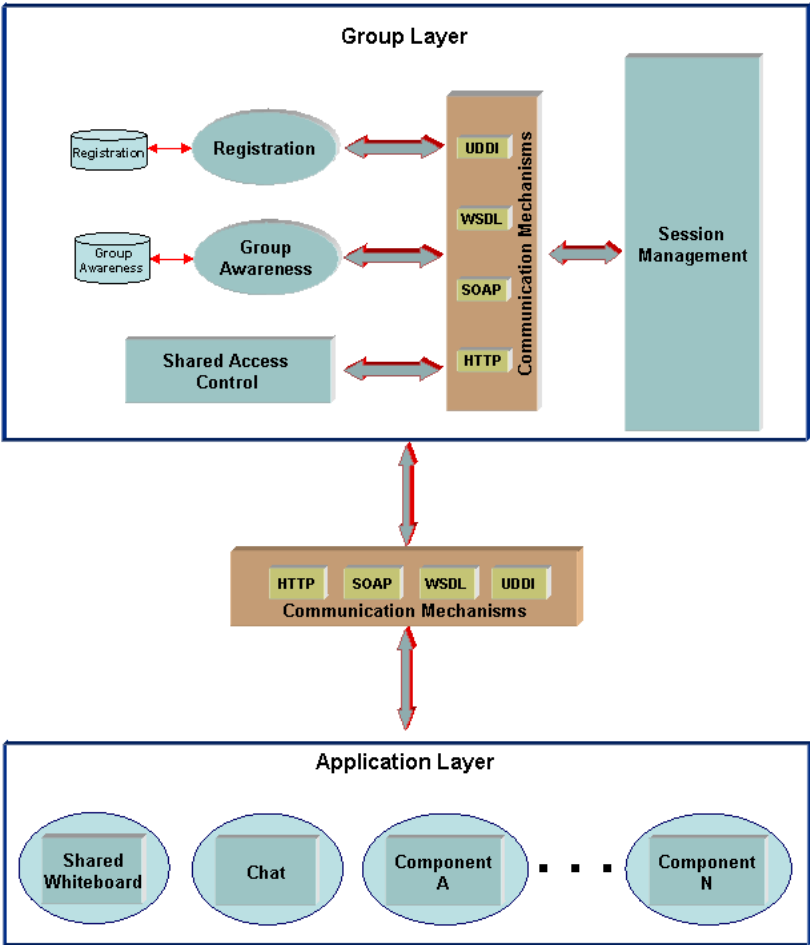 Group Layer
Registration
Registration
UDDI
Communication Mechanisms
WSDL
Group
Awareness
Group
Awareness
Session
Management
SOAP
Shared Access
Control
HTTP
HTTP
SOAP
WSDL
UDDI
Communication Mechanisms
Application Layer
Shared
Whiteboard
Chat
Component
A
. . .
Component
N